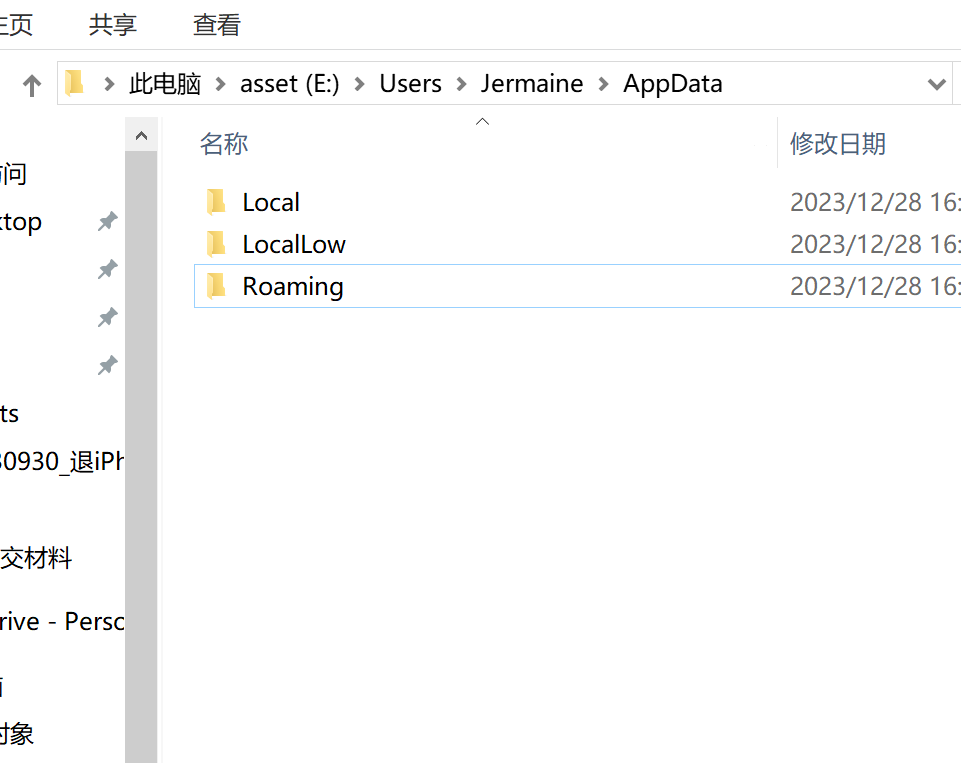 主页 共享 查看
此电脑 asset (E:) Users Jermaine AppData
名称 修改日期
Local 2023/12/28 16:
LocalLow 2023/12/28 16:
Roaming 2023/12/28 16:
访问
ktop
ts
30930_退iPh
交材料
rive - Perso
对象